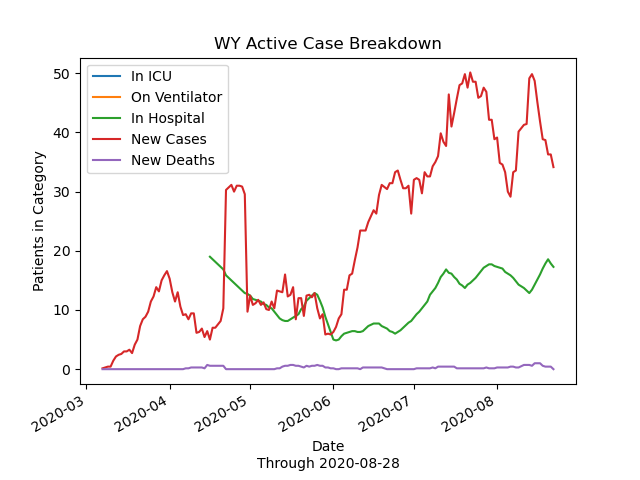 WY Active Case Breakdown
In ICU
On Ventilator
In Hospital
New Cases
New Deaths
Patients in Category
50
40
30
20
10
0
2020-03
2020-04
2020-05
2020-06
2020-07
2020-08
Date
Through 2020-08-28